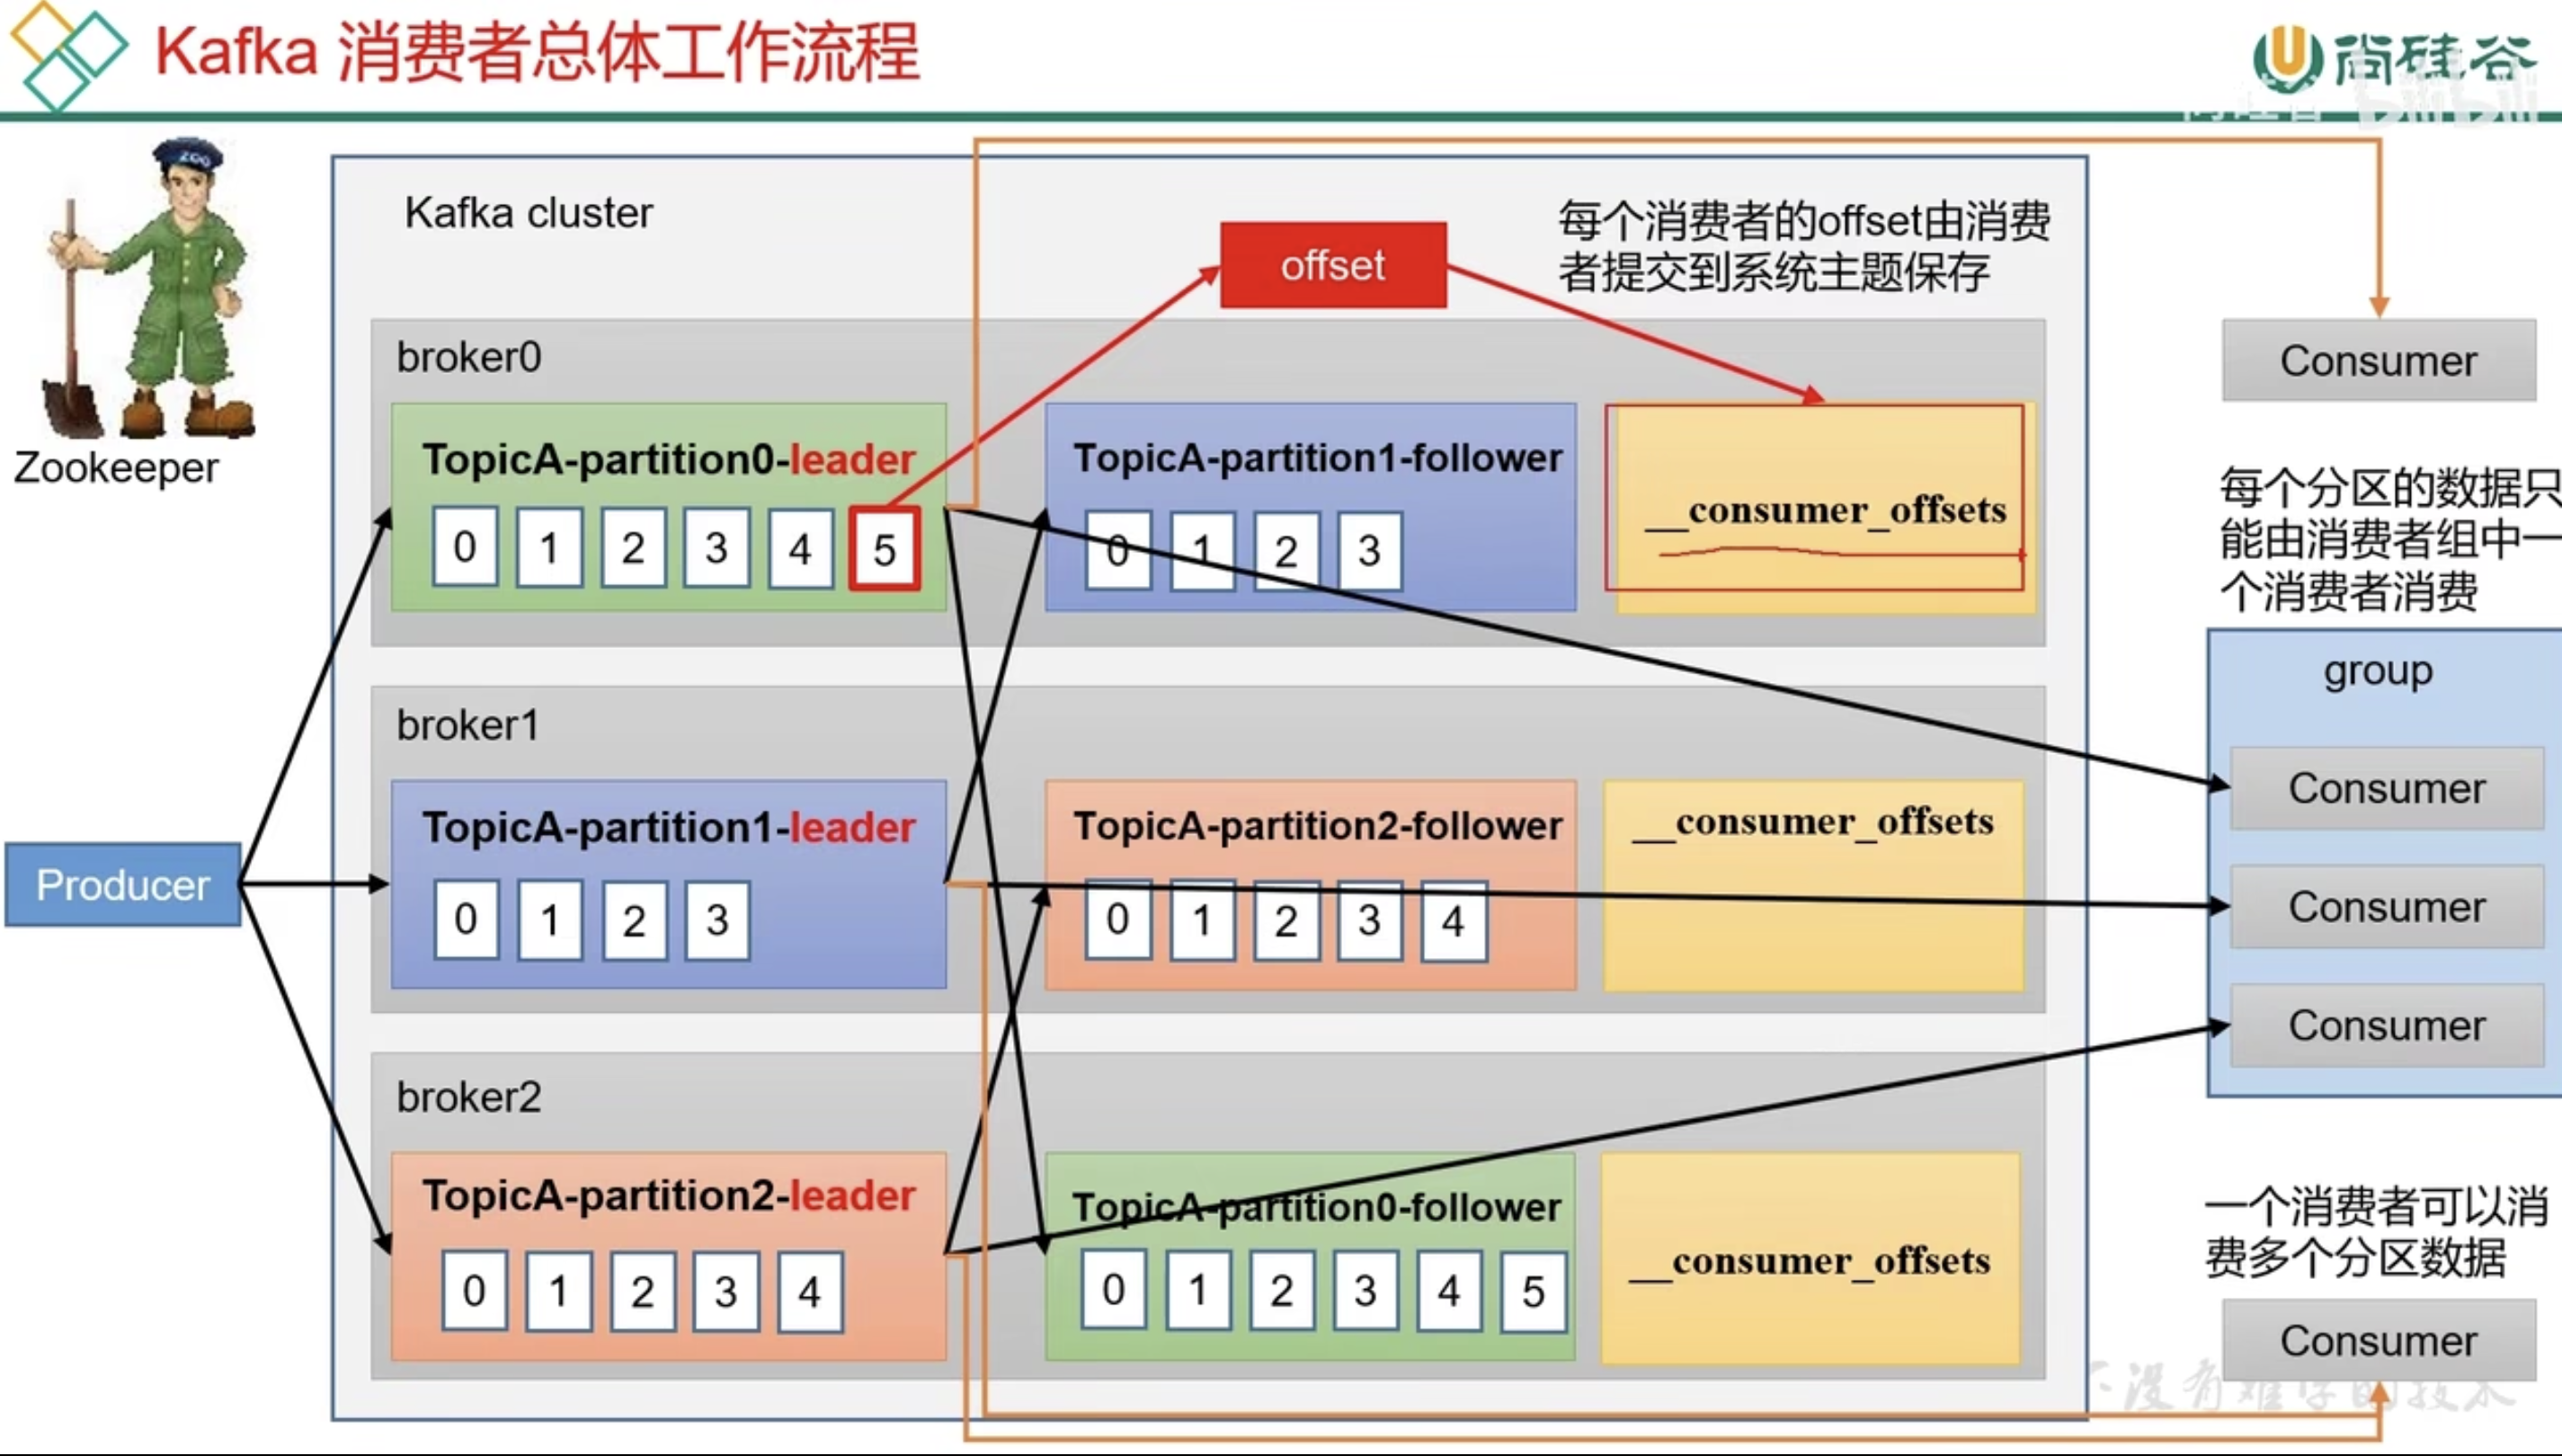 Kafka 消费者总体工作流程
尚硅谷
Zookeeper
Kafka cluster
offset
每个消费者的offset由消费
者提交到系统主题保存
broker0
TopicA-partition0-leader
0 1 2 3 4 5
TopicA-partition1-follower
0 1 2 3
__consumer_offsets
broker1
TopicA-partition1-leader
0 1 2 3
TopicA-partition2-follower
0 1 2 3 4
__consumer_offsets
broker2
TopicA-partition2-leader
0 1 2 3 4
TopicA-partition0-follower
0 1 2 3 4 5
__consumer_offsets
Producer
Consumer
每个分区的数据只
能由消费者组中一
个消费者消费
group
Consumer
Consumer
Consumer
一个消费者可以消
费多个分区数据
Consumer
没有难学的技术
尚硅谷 bilibili
ZOO